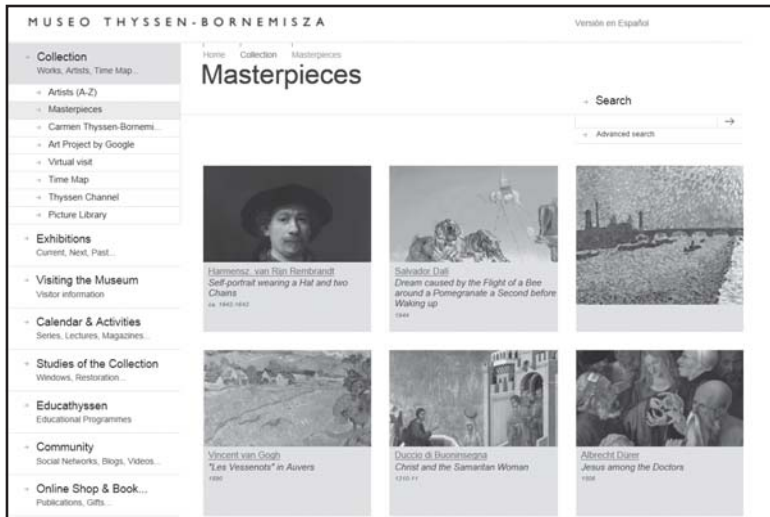 MUSEO THYSSEN-BORNEMISZA
Versión en Español
Collection
Works, Artists, Time Map...
Artists (A-Z)
Masterpieces
Carmen Thyssen-Bornemi...
Art Project by Google
Virtual visit
Time Map
Thyssen Channel
Picture Library
Exhibitions
Current, Next, Past...
Visiting the Museum
Visitor information
Calendar & Activities
Series, Lectures, Magazines...
Studies of the Collection
Windows, Restoration...
Educathyssen
Educational Programmes
Community
Social Networks, Blogs, Videos...
Online Shop & Book...
Publications, Gifts...
Home Collection Masterpieces
Masterpieces
Search
Advanced search
Harmensz. van Rijn Rembrandt
Self-portrait wearing a Hat and two
Chains
ca. 1642-1643
Salvador Dalí
Dream caused by the Flight of a Bee
around a Pomegranate a Second before
Waking up
1944
Vincent van Gogh
"Les Vessenots" in Auvers
1890
Duccio di Buoninsegna
Christ and the Samaritan Woman
1310-11
Albrecht Dürer
Jesus among the Doctors
1506